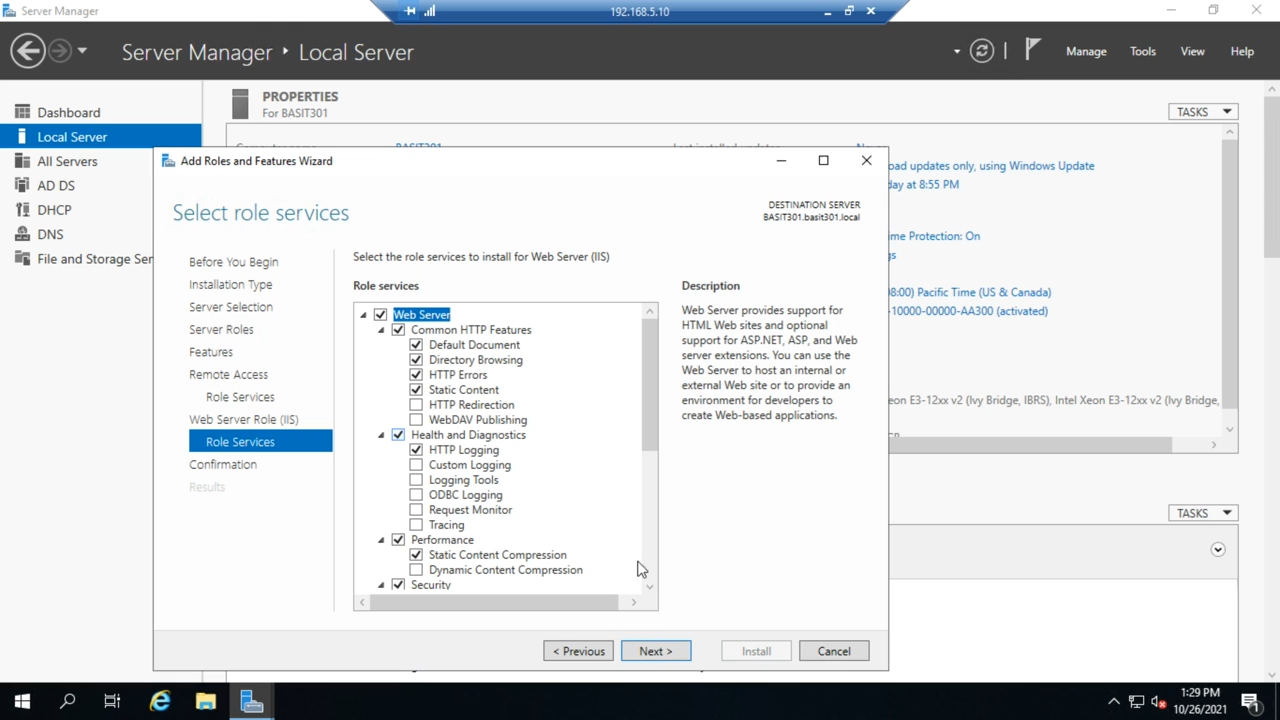 Server Manager
192.168.5.10
Server Manager
Local Server
Manage
Tools
View
Help
Dashboard
Local Server
All Servers
AD DS
DHCP
DNS
File and Storage Ser
PROPERTIES
For BASIT301
TASKS
oad updates only, using Windows Update
day at 8:55 PM
me Protection: On
gs
08:00) Pacific Time (US & Canada)
-10000-00000-AA300 (activated)
eon E3-12xx v2 (Ivy Bridge, IBRS), Intel Xeon E3-12xx v2 (Ivy Bridge,
TASKS
Add Roles and Features Wizard
Select role services
DESTINATION SERVER
BASIT301.basit301.local
Before You Begin
Installation Type
Server Selection
Server Roles
Features
Remote Access
Role Services
Web Server Role (IIS)
Role Services
Confirmation
Results
Select the role services to install for Web Server (IIS)
Role services
Web Server
Common HTTP Features
Default Document
Directory Browsing
HTTP Errors
Static Content
HTTP Redirection
WebDAV Publishing
Health and Diagnostics
HTTP Logging
Custom Logging
Logging Tools
ODBC Logging
Request Monitor
Tracing
Performance
Static Content Compression
Dynamic Content Compression
Security
Description
Web Server provides support for
HTML Web sites and optional
support for ASP.NET, ASP, and Web
server extensions. You can use the
Web Server to host an internal or
external Web site or to provide an
environment for developers to
create Web-based applications.
< Previous
Next >
Install
Cancel
1:29 PM
10/26/2021
1